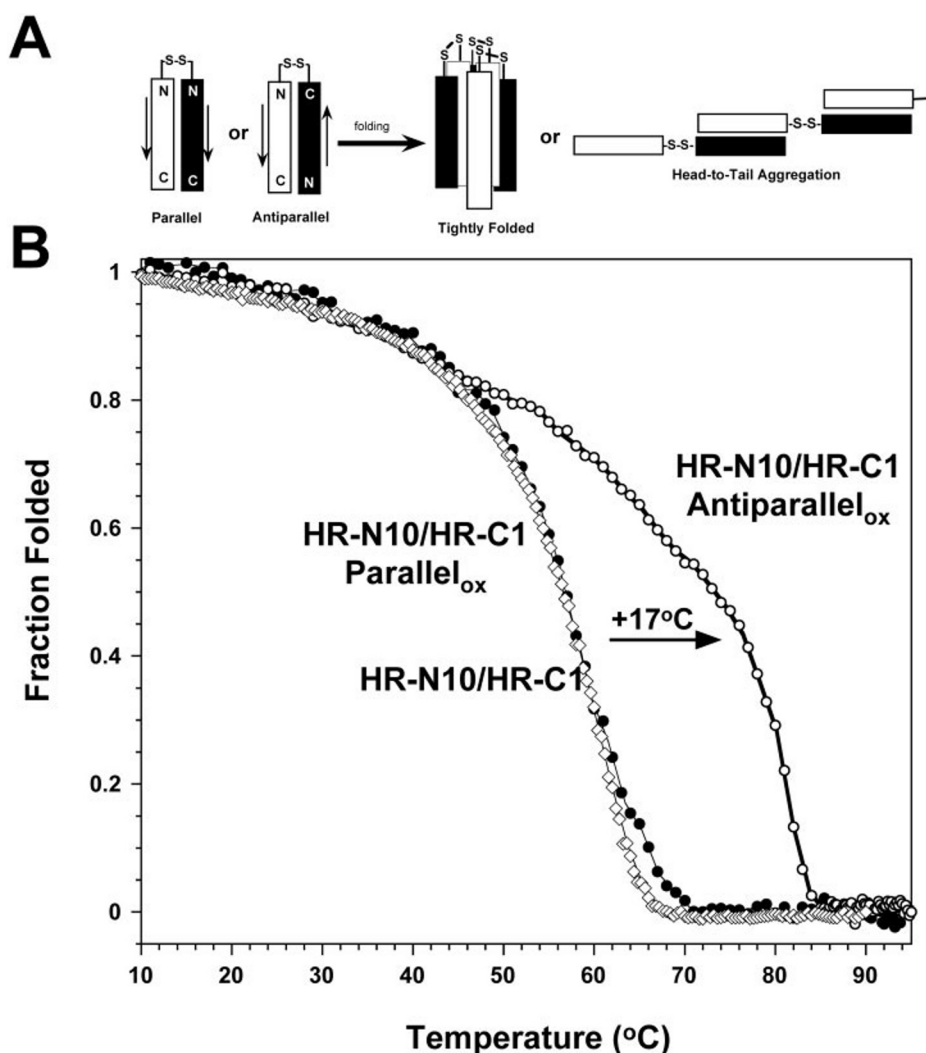 A
S-S
N N
C C
Parallel
or
S-S
N C
C N
Antiparallel
folding
S S-S S
S S
Tightly Folded
or
-S-S-
-S-S-
Head-to-Tail Aggregation
B
Fraction Folded
1
0.8
0.6
0.4
0.2
0
HR-N10/HR-C1
Antiparallelox
HR-N10/HR-C1
Parallelox
+17oC
HR-N10/HR-C1
10 20 30 40 50 60 70 80 90
Temperature (oC)